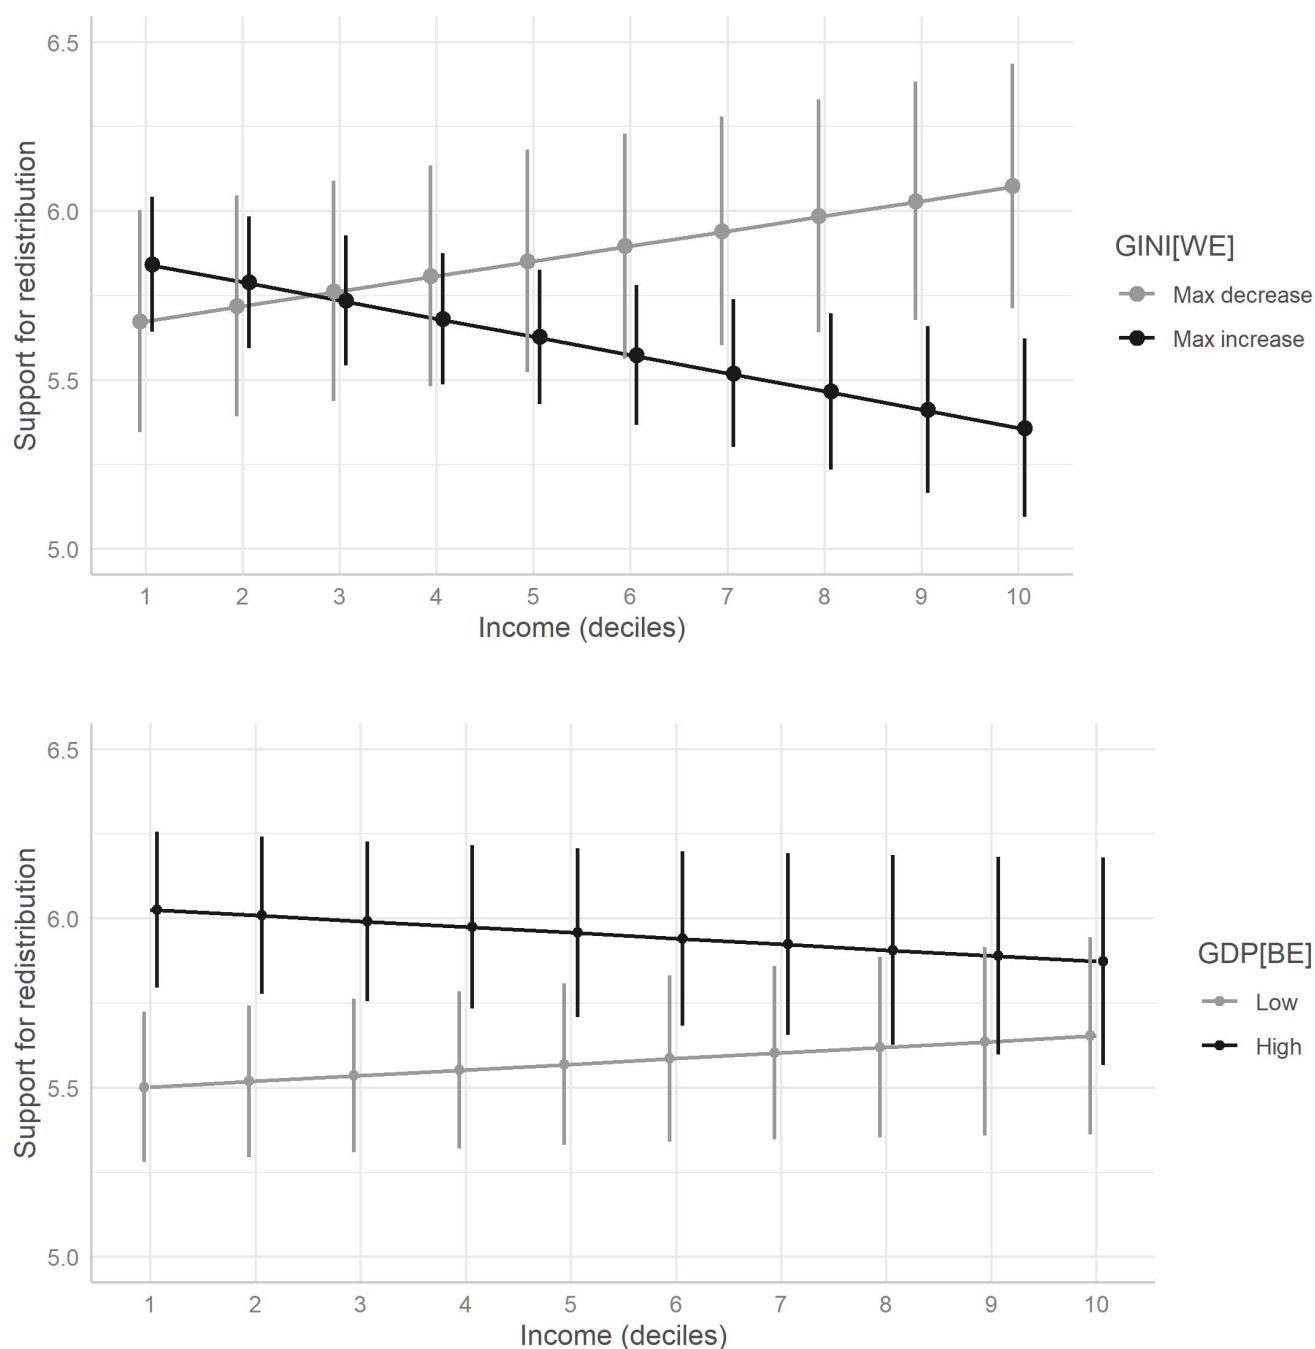 6.5
6.0
5.5
5.0
Support for redistribution
1 2 3 4 5 6 7 8 9 10
Income (deciles)
GINI[WE]
Max decrease
Max increase
6.5
6.0
5.5
5.0
Support for redistribution
1 2 3 4 5 6 7 8 9 10
Income (deciles)
GDP[BE]
Low
High